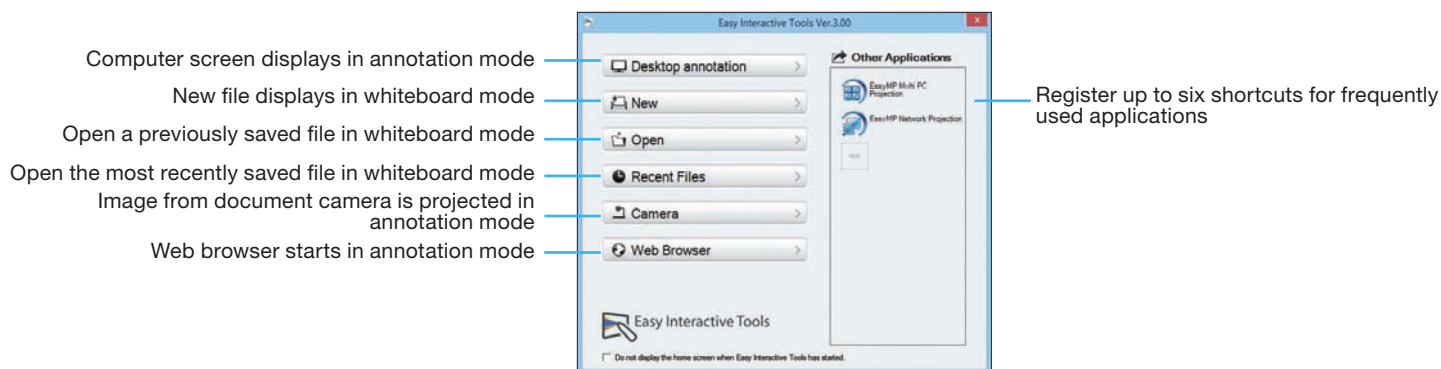 Easy Interactive Tools Ver.3.00
Computer screen displays in annotation mode
Desktop annotation
New file displays in whiteboard mode
New
Open a previously saved file in whiteboard mode
Open
Open the most recently saved file in whiteboard mode
Recent Files
Image from document camera is projected in
annotation mode
Camera
Web browser starts in annotation mode
Web Browser
Other Applications
EasyMP Multi PC
Projection
EasyMP Network Projection
Register up to six shortcuts for frequently
used applications
Easy Interactive Tools
Do not display the home screen when Easy Interactive Tools has started.